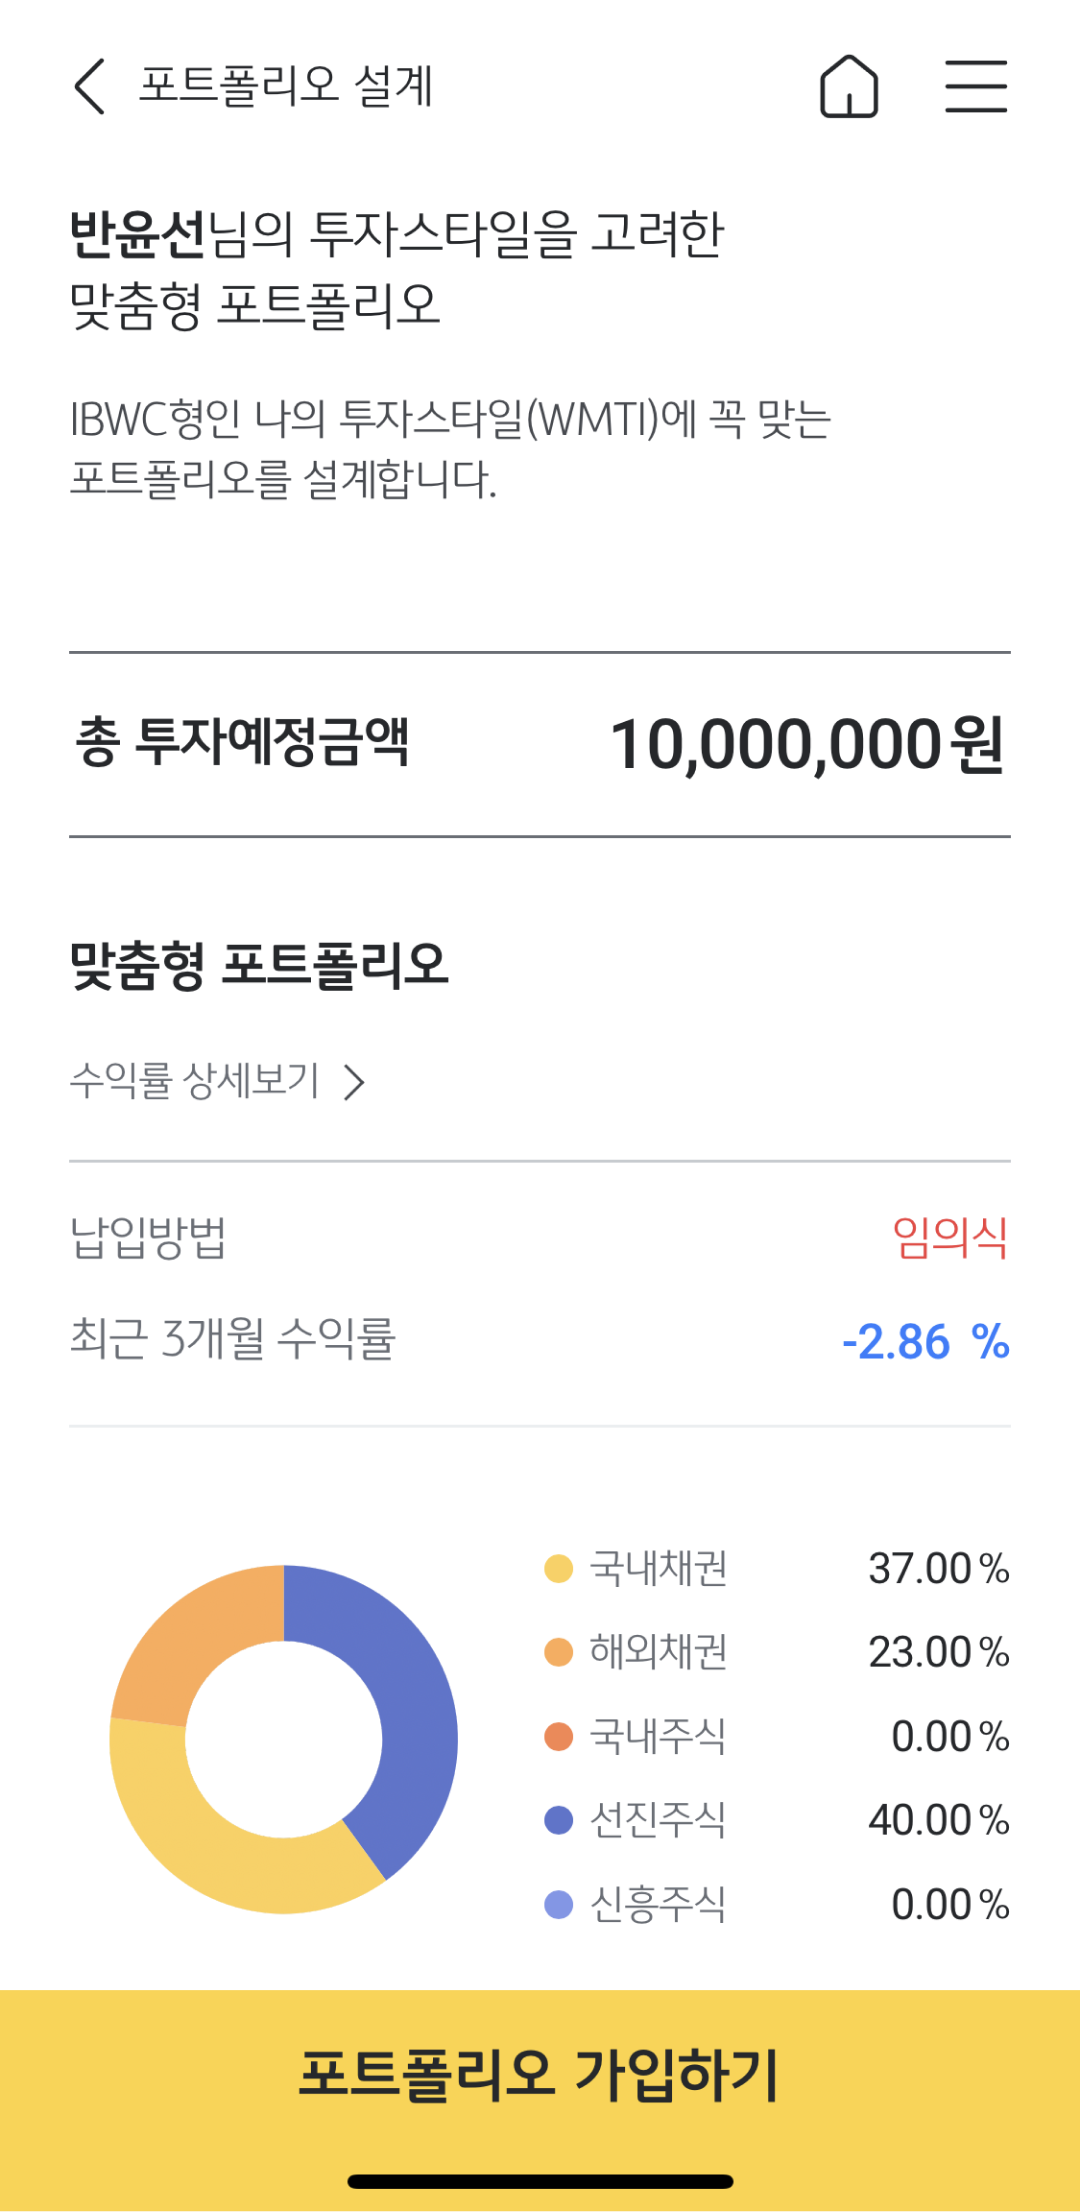 포트폴리오 설계
반윤선님의 투자스타일을 고려한
맞춤형 포트폴리오
IBWC형인 나의 투자스타일(WMTI)에 꼭 맞는
포트폴리오를 설계합니다.
총 투자예정금액 10,000,000원
맞춤형 포트폴리오
수익률 상세보기
납입방법 임의식
최근 3개월 수익률 -2.86 %
국내채권 37.00%
해외채권 23.00%
국내주식 0.00%
선진주식 40.00%
신흥주식 0.00%
포트폴리오 가입하기